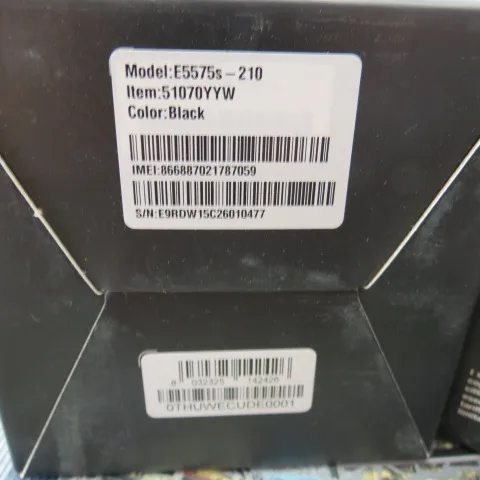 Model:E5575s-210
Item:51070YYW
Color:Black
IMEI:866887021787059
S/N:E9RDW15C26010477
8 032325 142426
0THUWECUDE0001